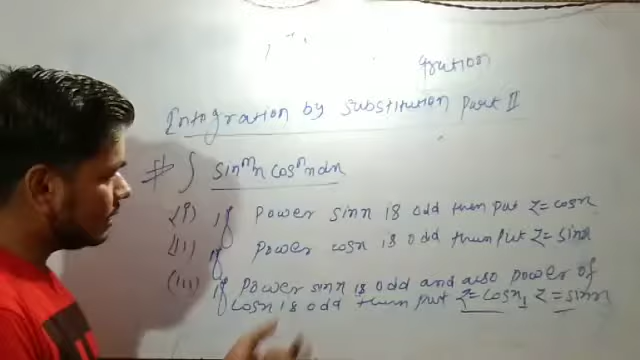 gration
Integration by substitution part II
# ∫ sin^m x cos^n x dx
(i) if Power sinx is odd then put Z=cosx
(ii) if Power cosx is odd then put Z=sinx
(iii) if Power sinx is odd and also power of
cosx is odd then put Z=cosx, Z=sinx